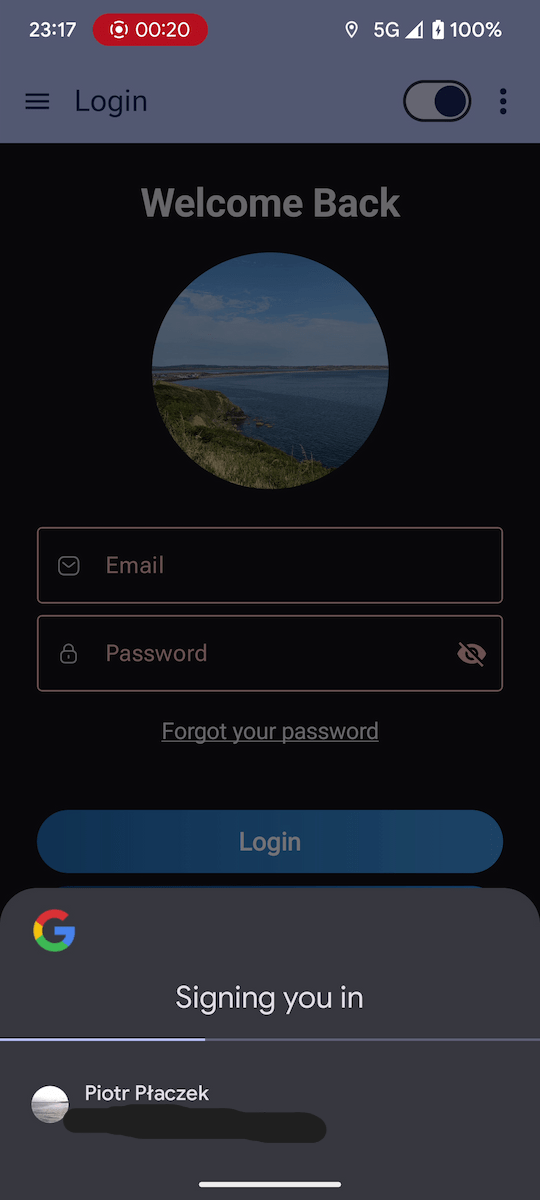 23:17 00:20 5G 100%
Login
Welcome Back
Email
Password
Forgot your password
Login
Signing you in
Piotr Płaczek